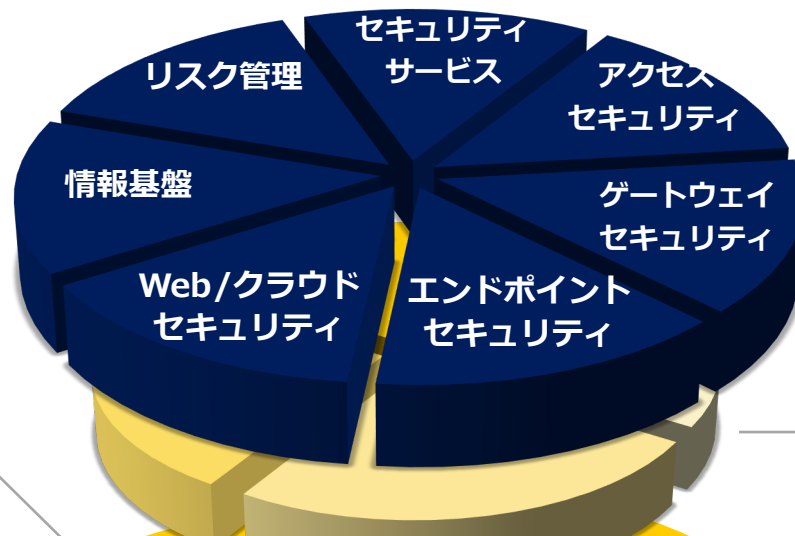 セキュリティ
サービス
リスク管理
アクセス
セキュリティ
情報基盤
ゲートウェイ
セキュリティ
Web/クラウド
セキュリティ
エンドポイント
セキュリティ